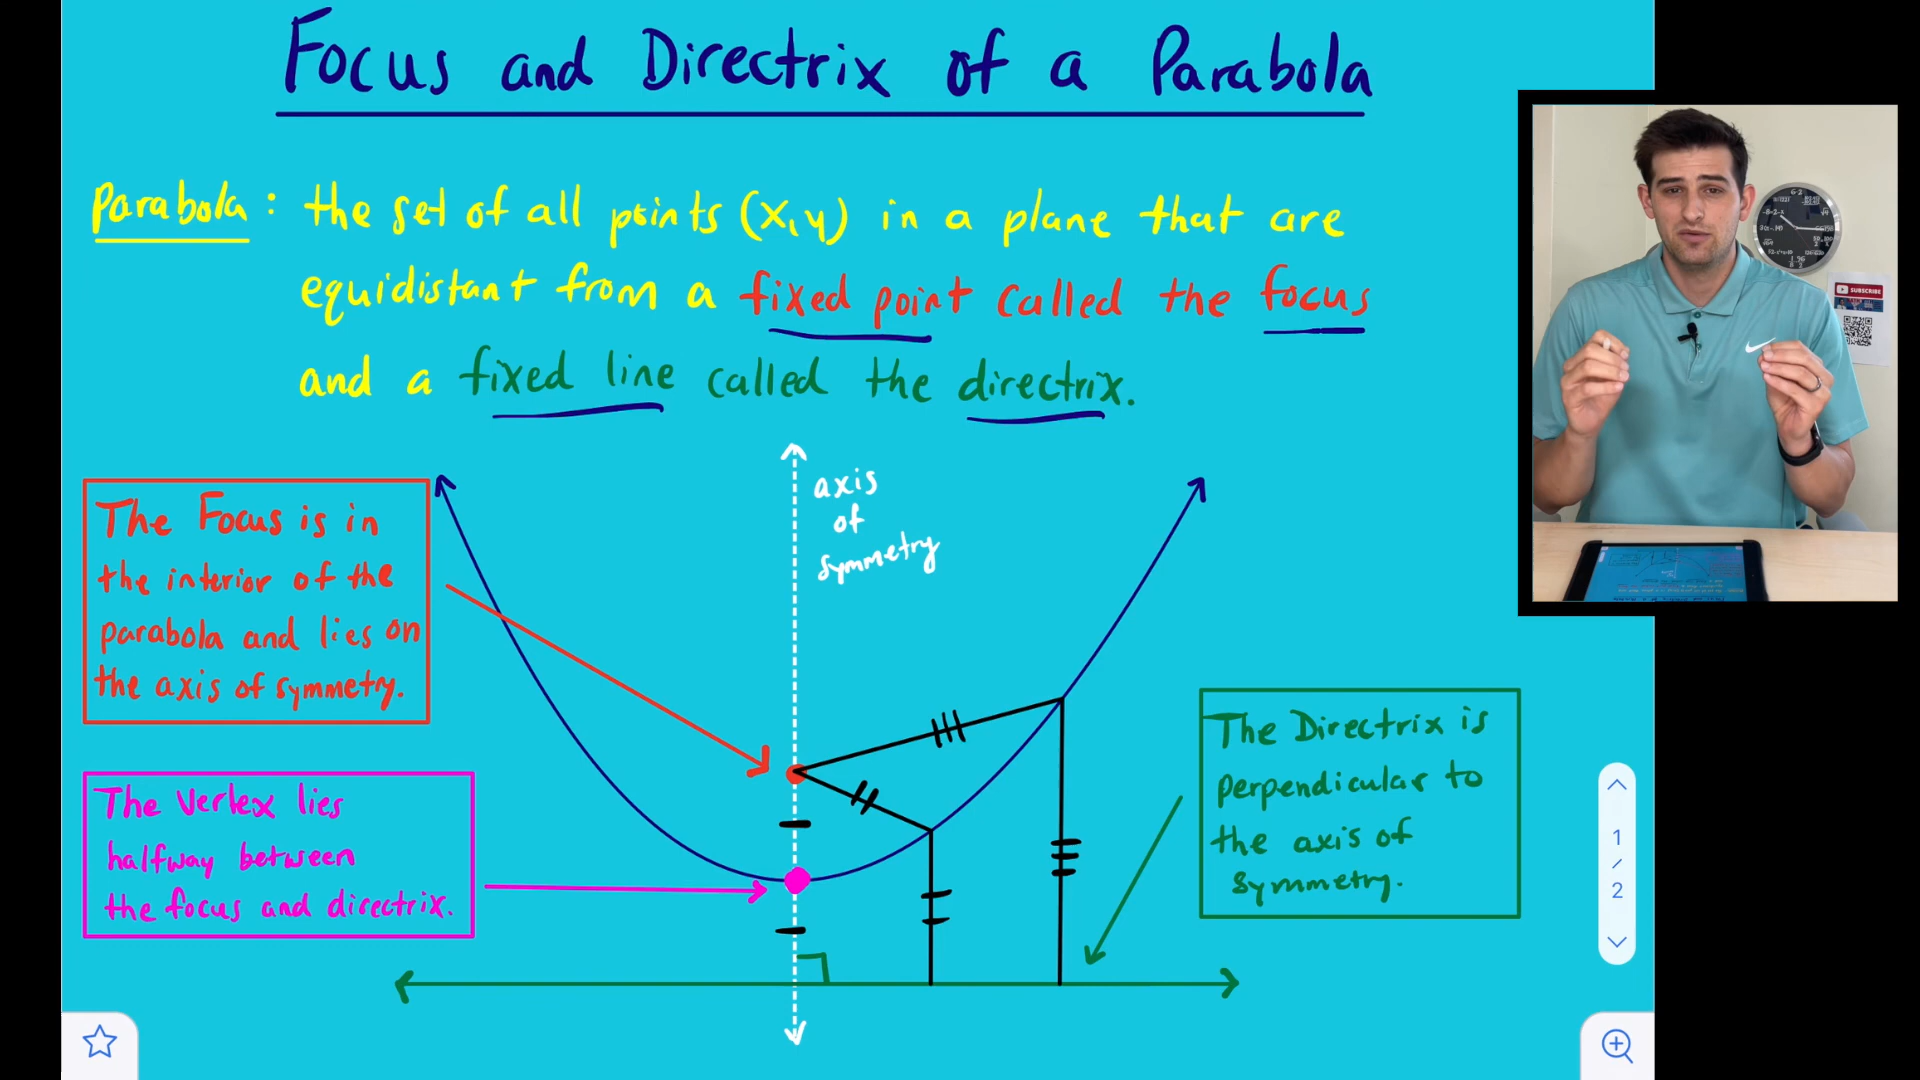 Focus and Directrix of a Parabola
Parabola: the set of all points (x,y) in a plane that are
equidistant from a fixed point called the focus
and a fixed line called the directrix.
axis
of
symmetry
The Focus is in
the interior of the
parabola and lies on
the axis of symmetry.
The Vertex lies
halfway between
the focus and directrix.
The Directrix is
perpendicular to
the axis of
symmetry.
SUBSCRIBE
1
/
2